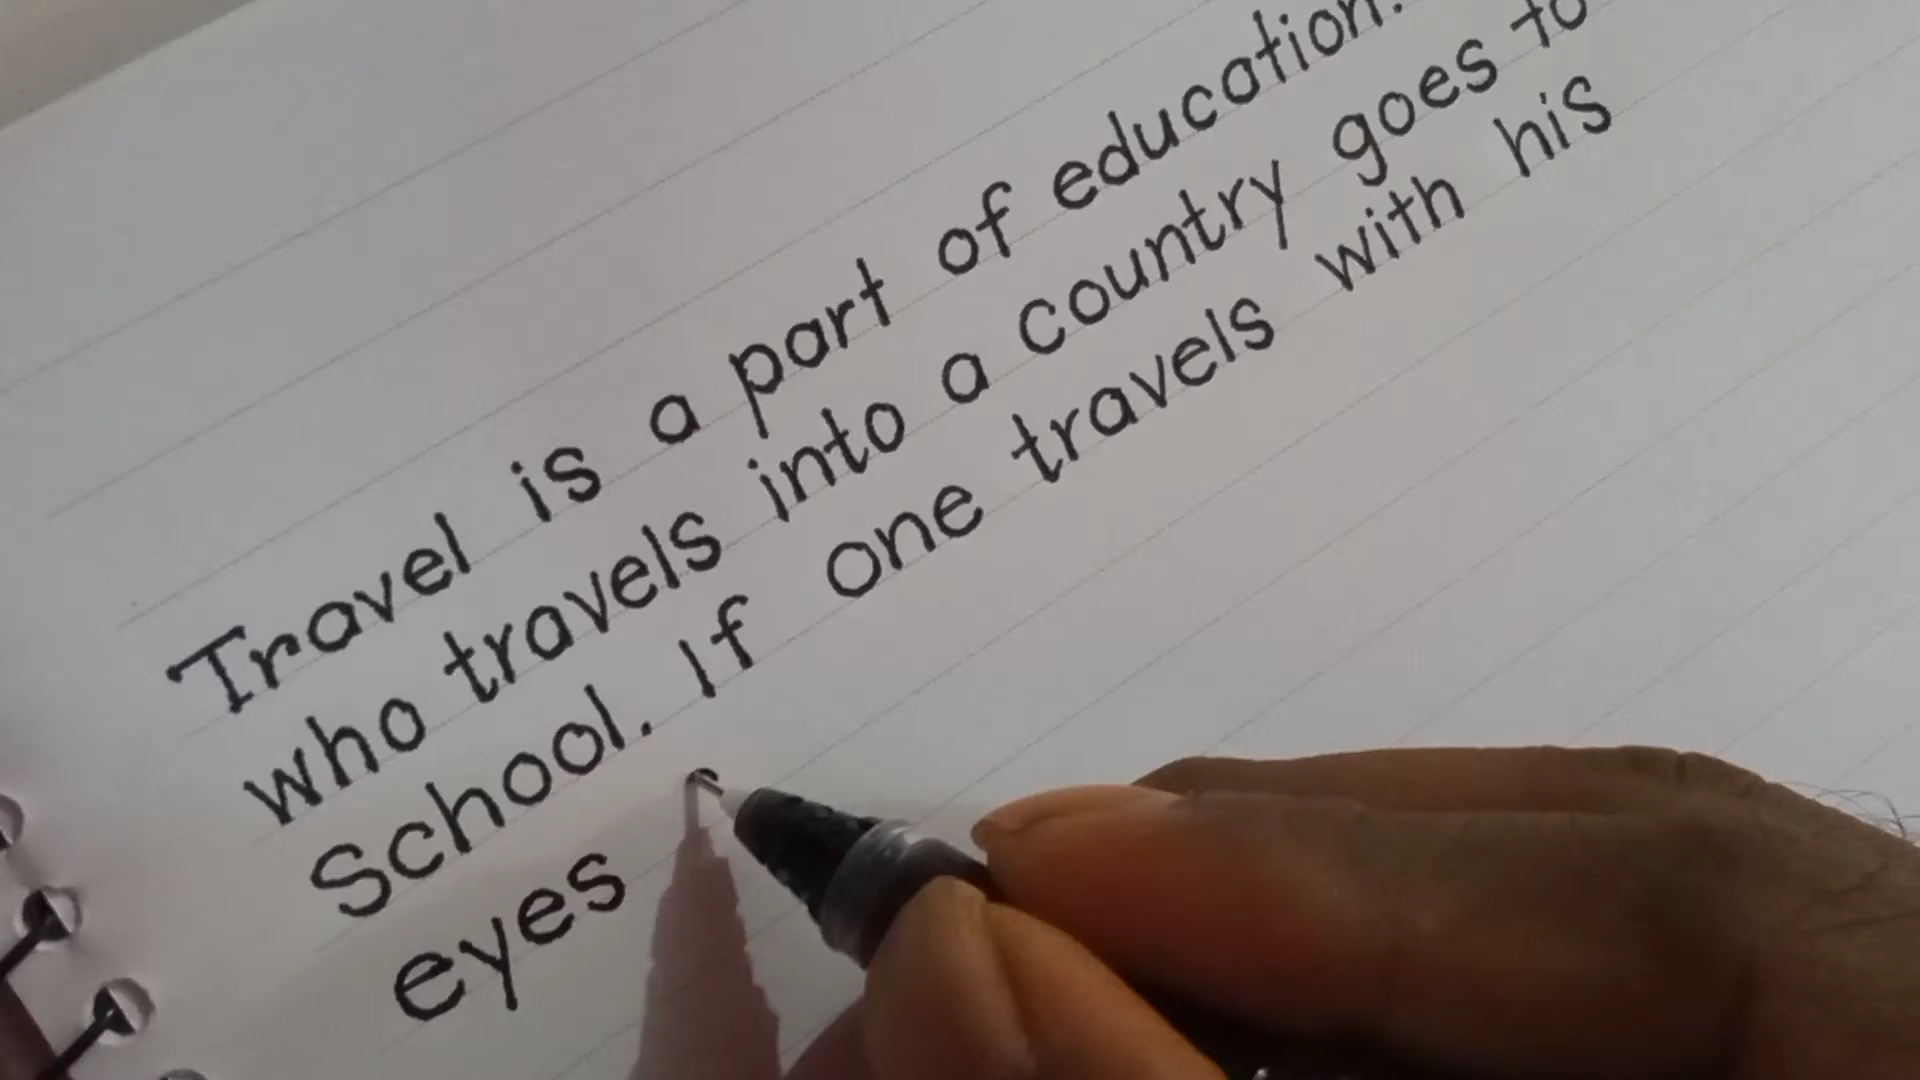 Travel is a part of education.
who travels into a country goes to
School. If one travels with his
eyes